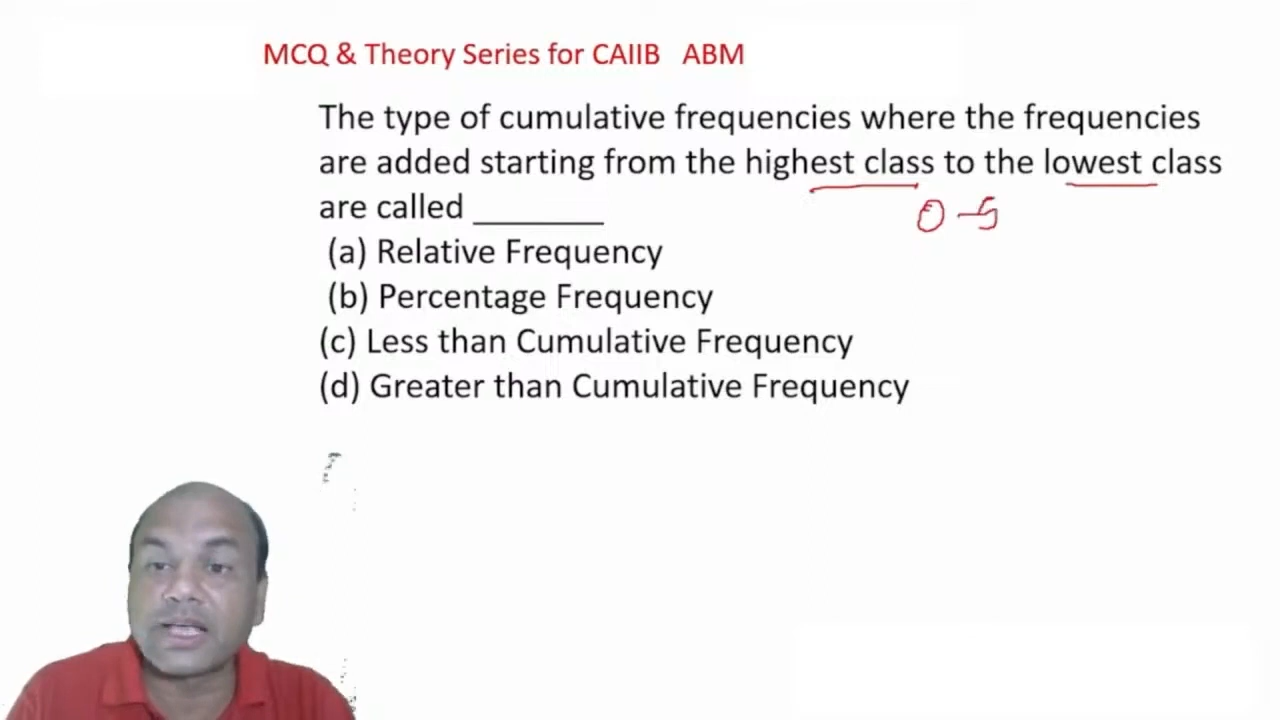 MCQ & Theory Series for CAIIB ABM
The type of cumulative frequencies where the frequencies
are added starting from the highest class to the lowest class
are called _______
0-5
(a) Relative Frequency
(b) Percentage Frequency
(c) Less than Cumulative Frequency
(d) Greater than Cumulative Frequency